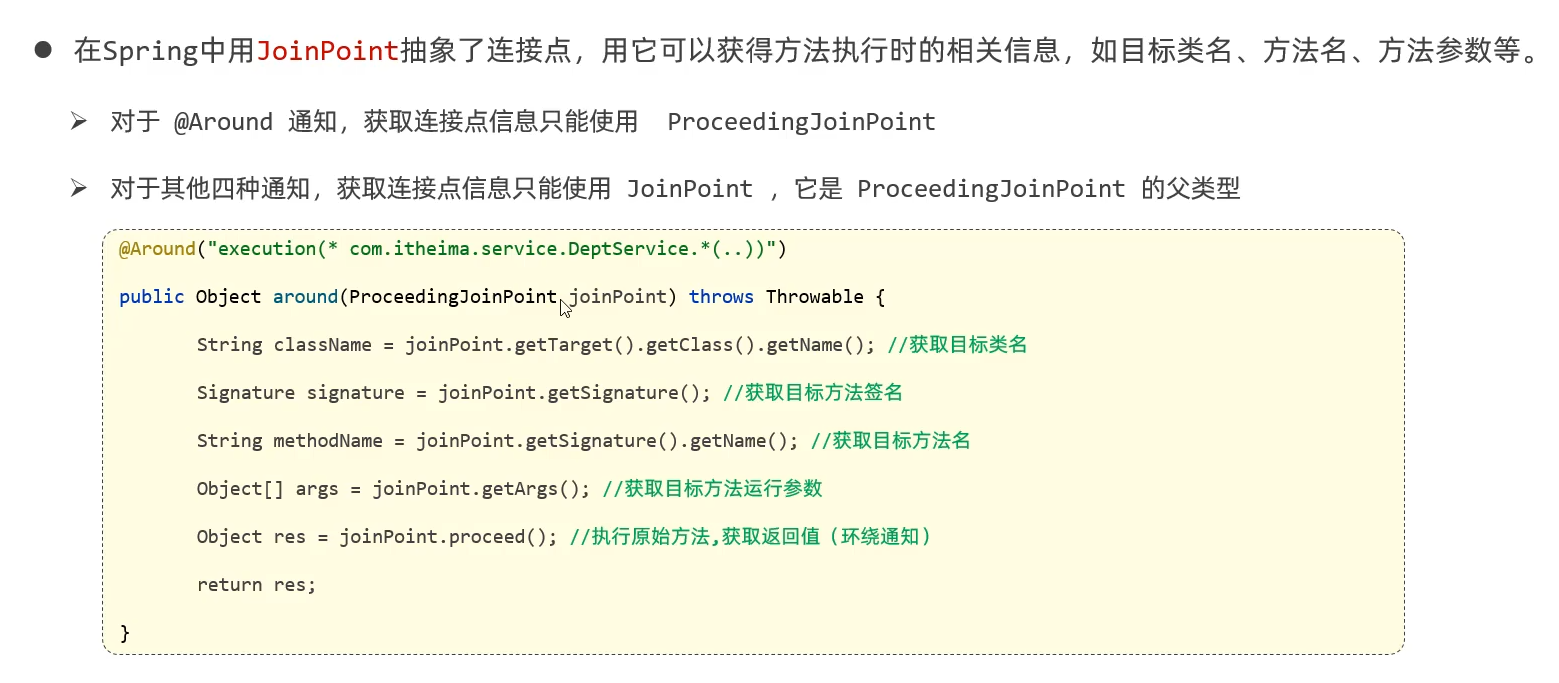 ● 在Spring中用JoinPoint抽象了连接点，用它可以获得方法执行时的相关信息，如目标类名、方法名、方法参数等。
➢ 对于 @Around 通知，获取连接点信息只能使用 ProceedingJoinPoint
➢ 对于其他四种通知，获取连接点信息只能使用 JoinPoint ，它是 ProceedingJoinPoint 的父类型
@Around("execution(* com.itheima.service.DeptService.*(..))")
public Object around(ProceedingJoinPoint joinPoint) throws Throwable {
String className = joinPoint.getTarget().getClass().getName(); //获取目标类名
Signature signature = joinPoint.getSignature(); //获取目标方法签名
String methodName = joinPoint.getSignature().getName(); //获取目标方法名
Object[] args = joinPoint.getArgs(); //获取目标方法运行参数
Object res = joinPoint.proceed(); //执行原始方法,获取返回值（环绕通知）
return res;
}